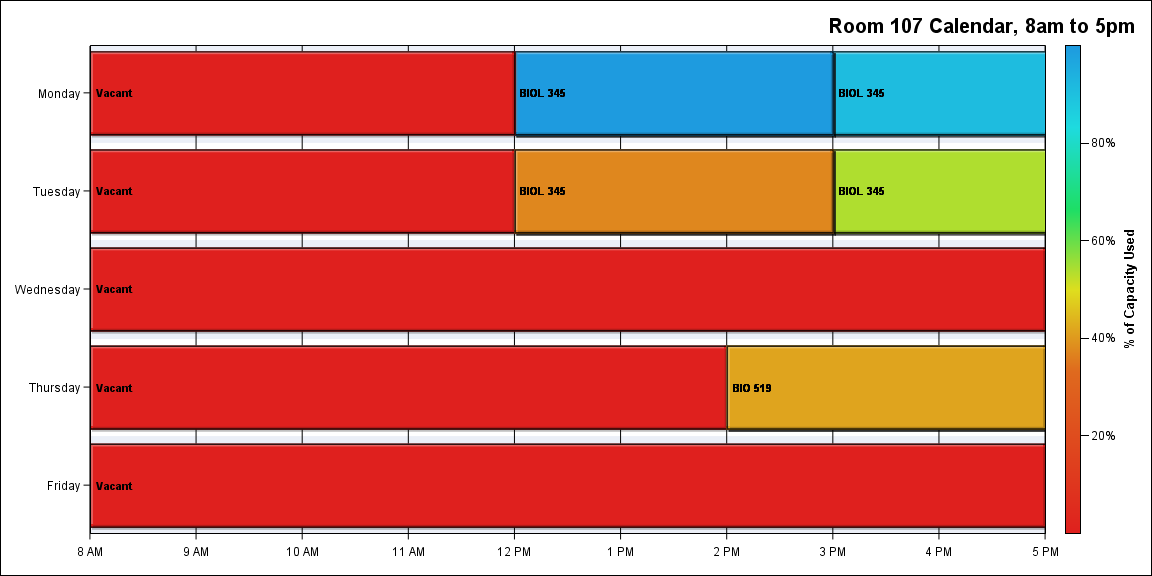 Room 107 Calendar, 8am to 5pm
Monday
Vacant
BIOL 345
BIOL 345
Tuesday
Vacant
BIOL 345
BIOL 345
Wednesday
Vacant
Thursday
Vacant
BIO 519
Friday
Vacant
8 AM 9 AM 10 AM 11 AM 12 PM 1 PM 2 PM 3 PM 4 PM 5 PM
80%
60%
40%
20%
% of Capacity Used